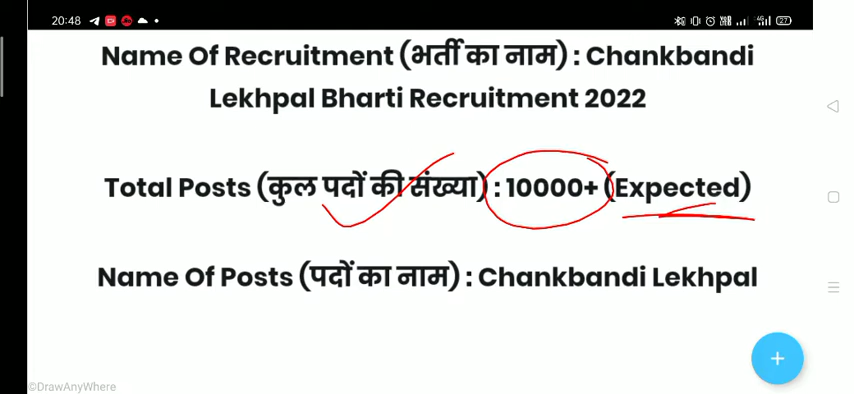 20:48
Name Of Recruitment (भर्ती का नाम) : Chankbandi
Lekhpal Bharti Recruitment 2022
Total Posts (कुल पदों की संख्या) : 10000+ (Expected)
Name Of Posts (पदों का नाम) : Chankbandi Lekhpal
+
©DrawAnyWhere